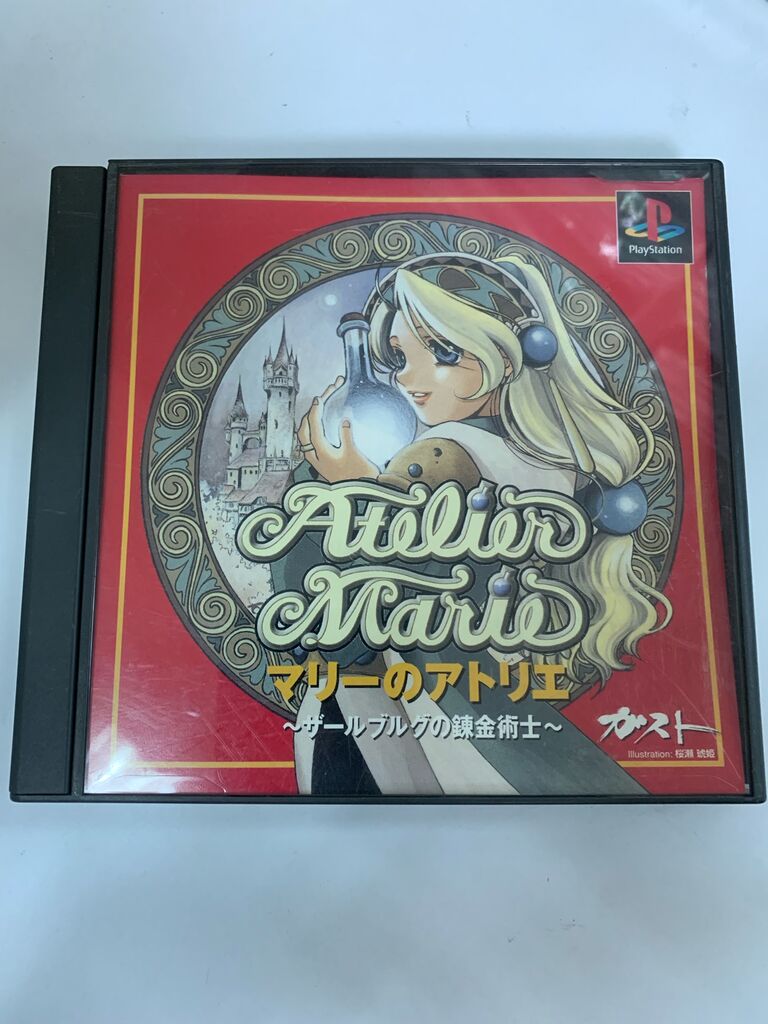 PlayStation
Atelier
Marie
マリーのアトリエ
～ザールブルグの錬金術士～
ガスト
Illustration: 桜瀬 琥姫